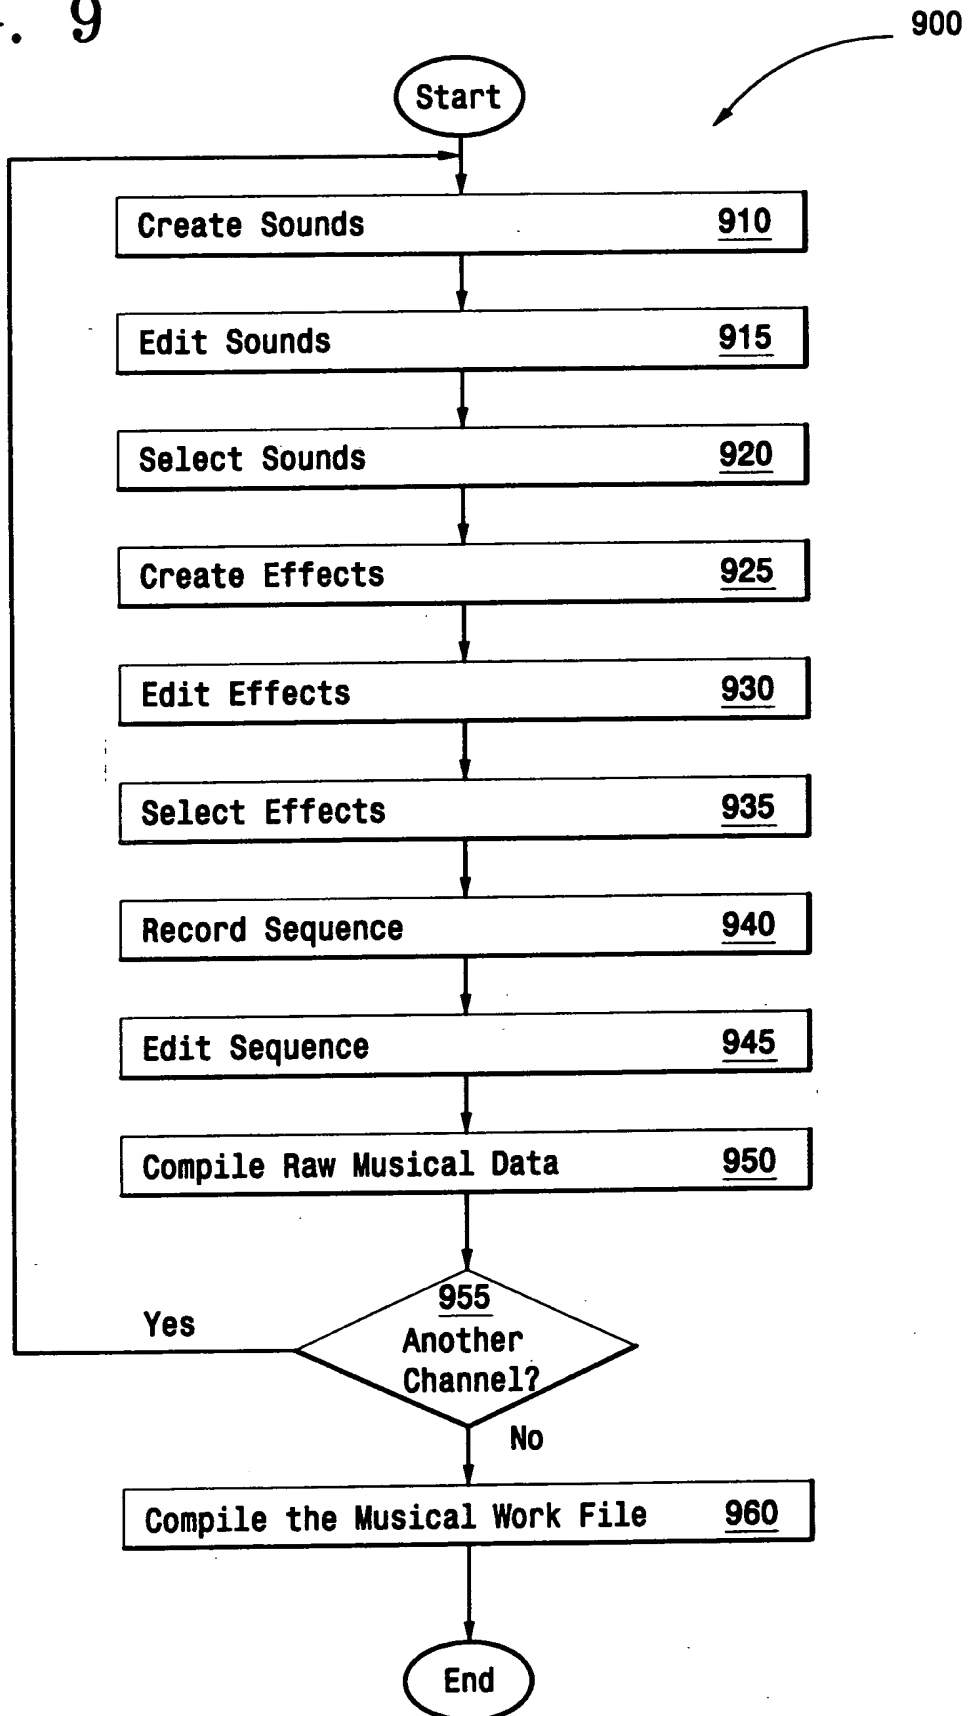 . 9
900
Start
Create Sounds 910
Edit Sounds 915
Select Sounds 920
Create Effects 925
Edit Effects 930
Select Effects 935
Record Sequence 940
Edit Sequence 945
Compile Raw Musical Data 950
955
Another
Channel?
Yes
No
Compile the Musical Work File 960
End